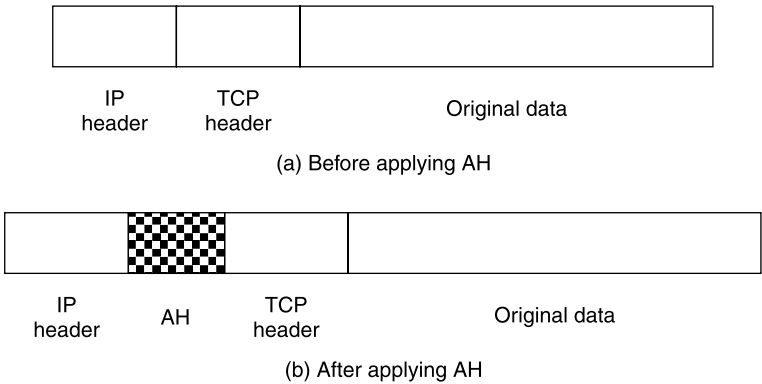 IP
header
TCP
header
Original data
(a) Before applying AH
IP
header
AH
TCP
header
Original data
(b) After applying AH